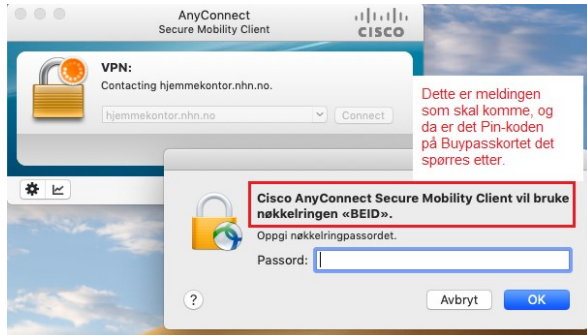 AnyConnect
Secure Mobility Client
CISCO
VPN:
Contacting hjemmekontor.nhn.no.
hjemmekontor.nhn.no
Connect
Dette er meldingen
som skal komme, og
da er det Pin-koden
på Buypasskortet det
spørres etter.
Cisco AnyConnect Secure Mobility Client vil bruke
nøkkelringen «BEID».
Oppgi nøkkelringpassordet.
Passord:
?
Avbryt
OK